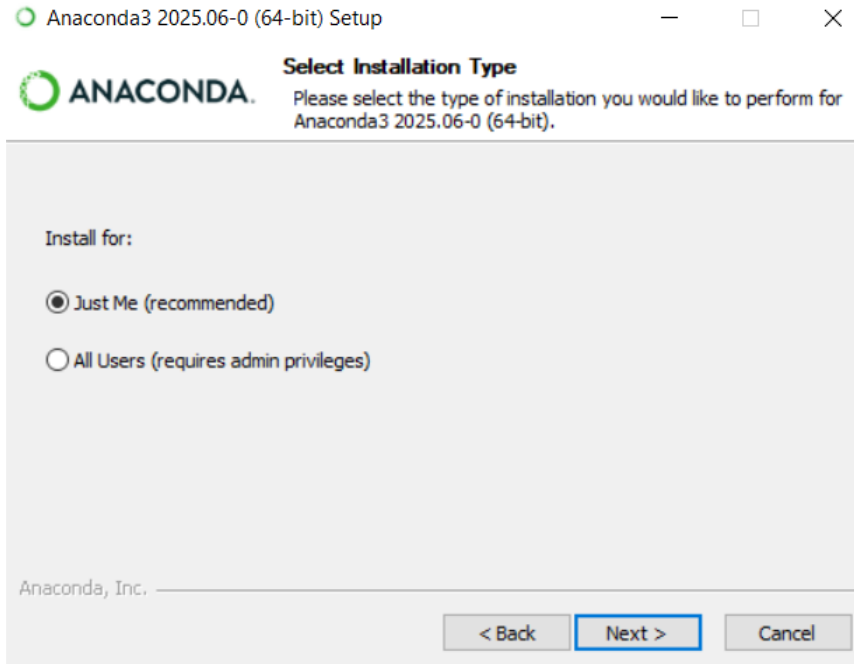 Anaconda3 2025.06-0 (64-bit) Setup
ANACONDA.
Select Installation Type
Please select the type of installation you would like to perform for
Anaconda3 2025.06-0 (64-bit).
Install for:
Just Me (recommended)
All Users (requires admin privileges)
Anaconda, Inc.
< Back
Next >
Cancel